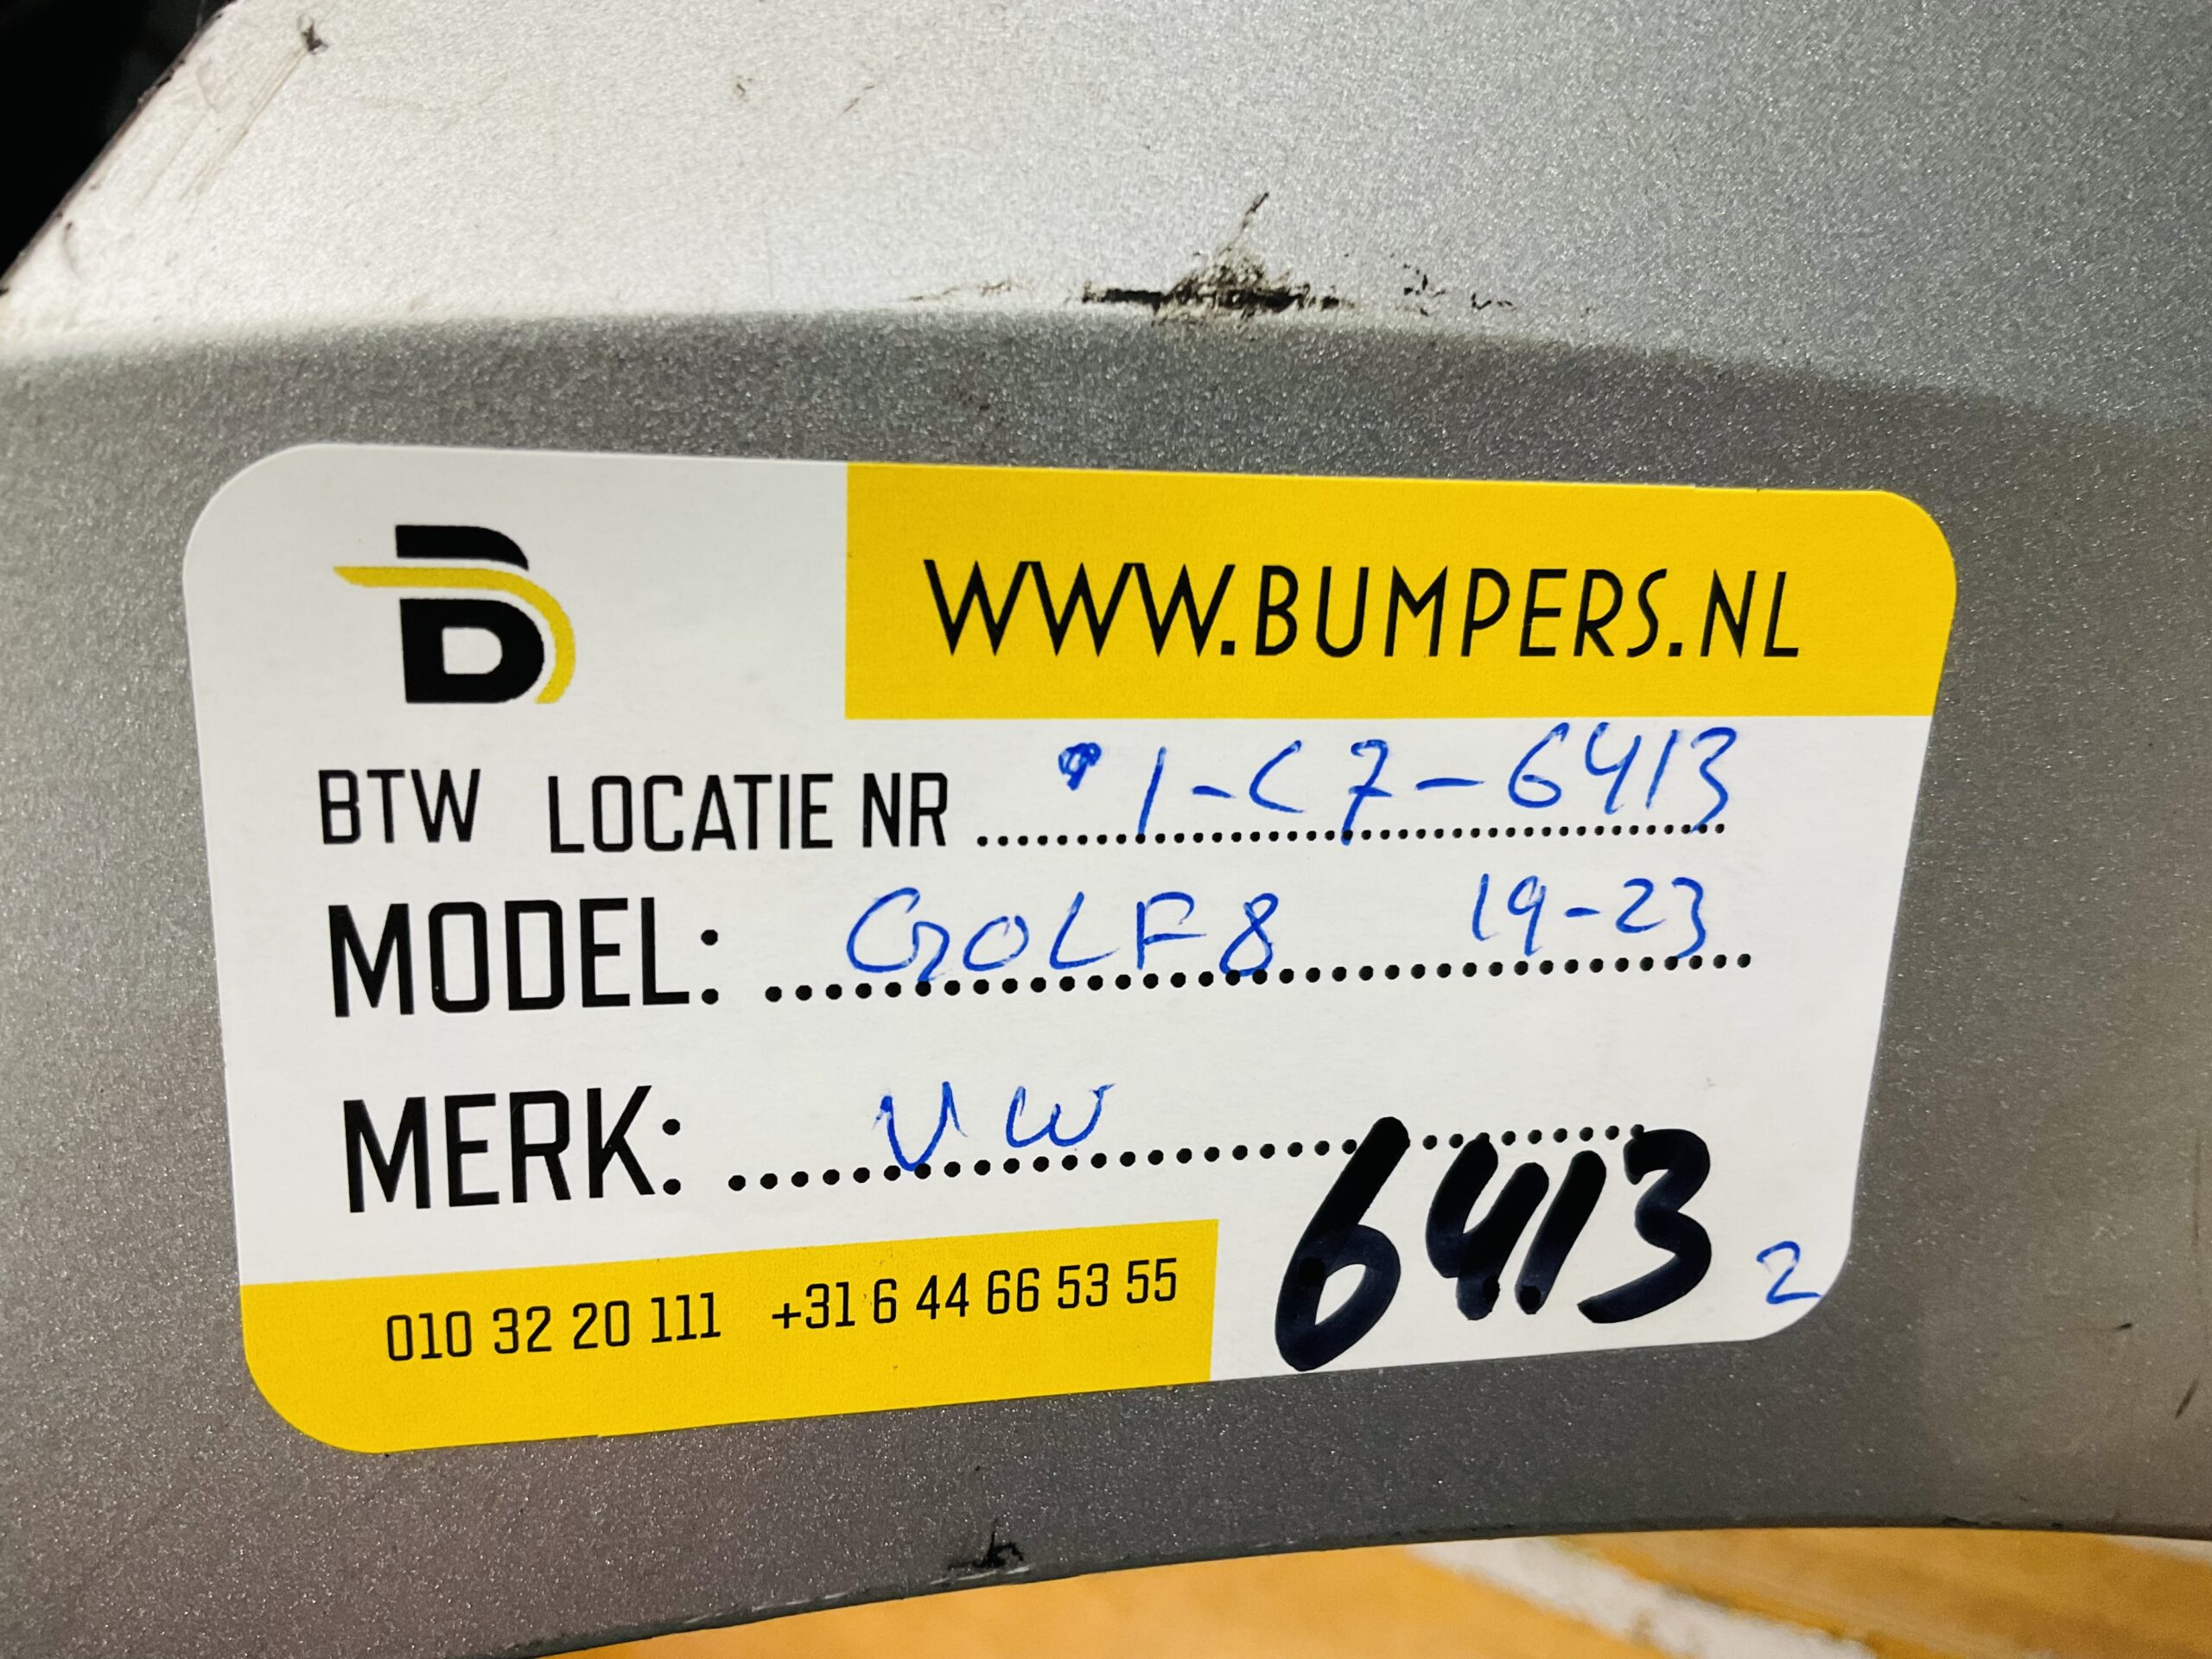 B
WWW.BUMPERS.NL
BTW LOCATIE NR 1-C7-6413
MODEL: GOLF8 19-23
MERK: VW
6413 2
010 32 20 111 +31 6 44 66 53 55